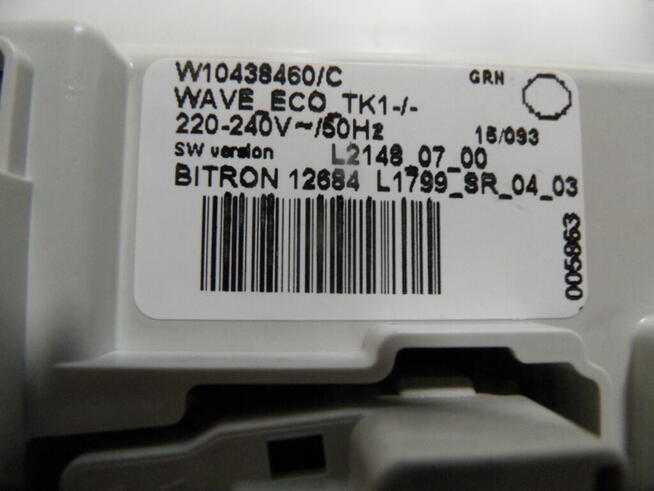 W10438460/C GRN
WAVE_ECO_TK1-/-
220-240V~/50Hz 15/093
SW version L2148_07_00
BITRON 12684 L1799_SR_04_03
005863